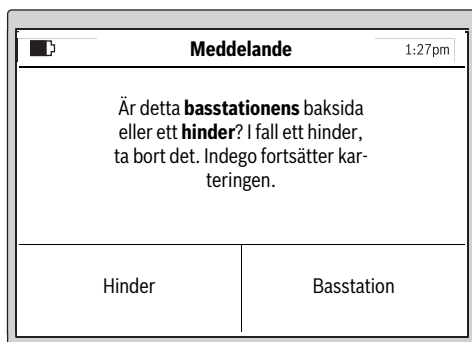 Meddelande 1:27pm
Är detta basstationens baksida
eller ett hinder? I fall ett hinder,
ta bort det. Indego fortsätter kar-
teringen.
Hinder Basstation